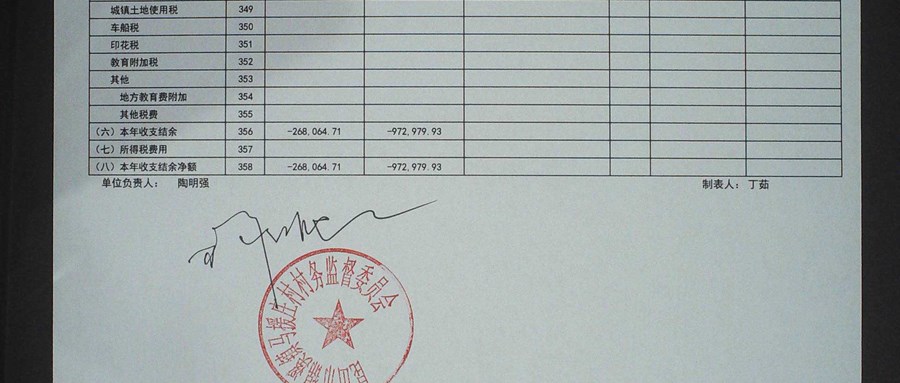 城镇土地使用税 349
车船税 350
印花税 351
教育附加税 352
其他 353
地方教育费附加 354
其他税费 355
（六）本年收支结余 356 -268,064.71 -972,979.93
（七）所得税费用 357
（八）本年收支结余净额 358 -268,064.71 -972,979.93
单位负责人： 陶明强 制表人：丁茹
马援庄村村务监督委员会